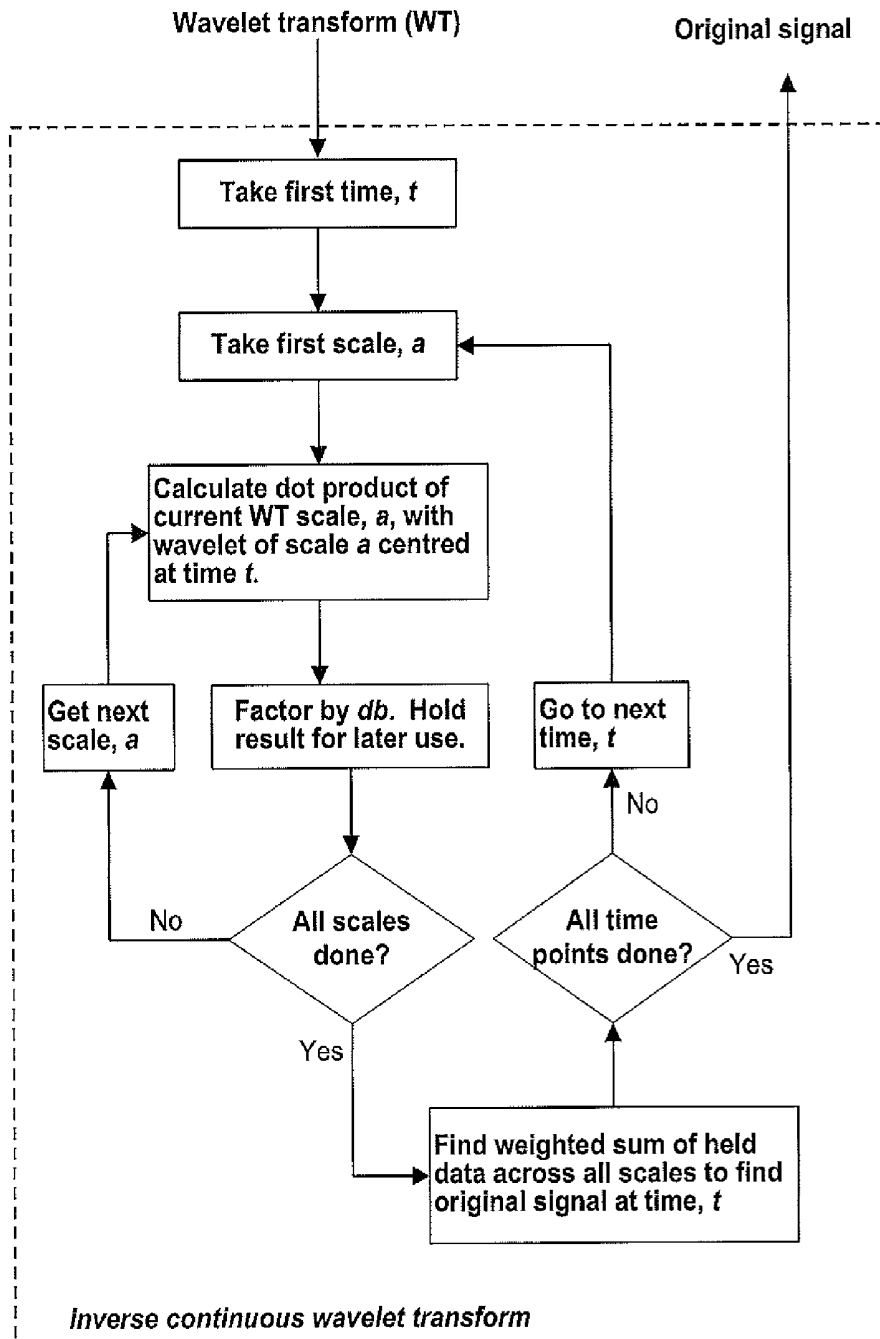 Wavelet transform (WT)
Original signal
Take first time, t
Take first scale, a
Calculate dot product of
current WT scale, a, with
wavelet of scale a centred
at time t.
Get next
scale, a
Factor by db. Hold
result for later use.
Go to next
time, t
No
No
All scales
done?
All time
points done?
Yes
Yes
Find weighted sum of held
data across all scales to find
original signal at time, t
Inverse continuous wavelet transform